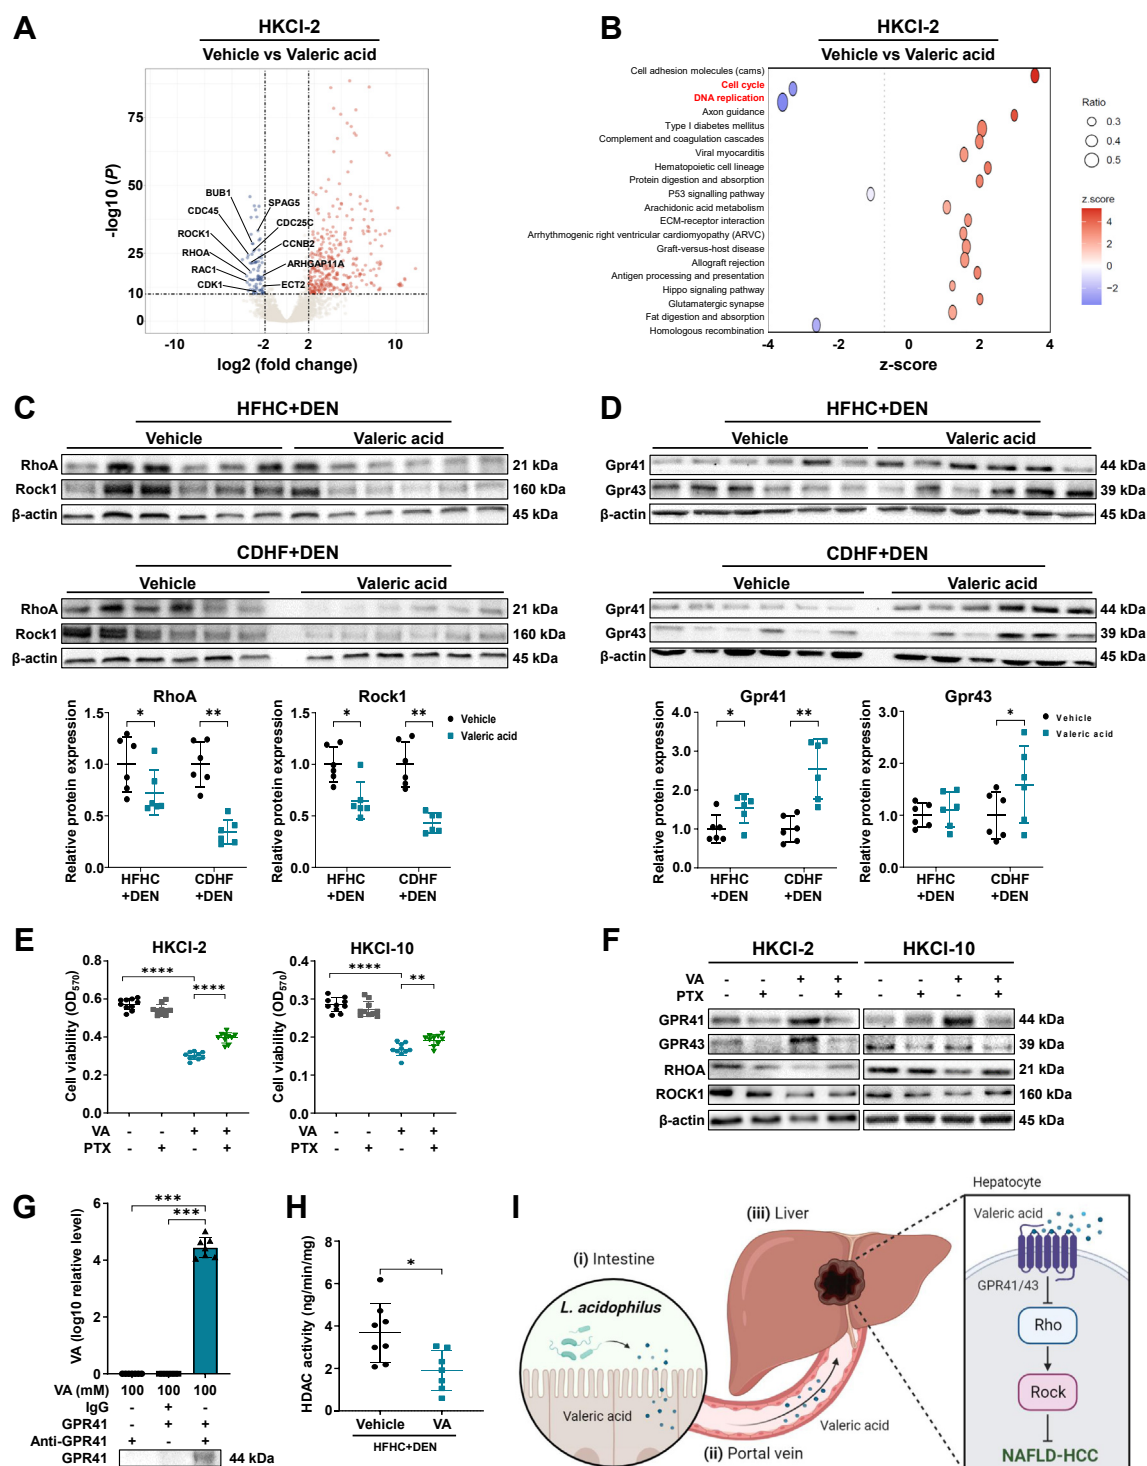 A
HKCI-2
Vehicle vs Valeric acid
-log10 (P)
75
50
25
10
0
BUB1
SPAG5
CDC45
CDC25C
ROCK1
CCNB2
RHOA
ARHGAP11A
RAC1
CDK1
ECT2
-10
-2
2
10
log2 (fold change)
B
HKCI-2
Vehicle vs Valeric acid
Cell adhesion molecules (cams)
Cell cycle
DNA replication
Axon guidance
Type I diabetes mellitus
Complement and coagulation cascades
Viral myocarditis
Hematopoietic cell lineage
Protein digestion and absorption
P53 signalling pathway
Arachidonic acid metabolism
ECM-receptor interaction
Arrhythmogenic right ventricular cardiomyopathy (ARVC)
Graft-versus-host disease
Allograft rejection
Antigen processing and presentation
Hippo signaling pathway
Glutamatergic synapse
Fat digestion and absorption
Homologous recombination
-4 -2 0 2 4
z-score
Ratio
0.3
0.4
0.5
z.score
4
2
0
−2
C
HFHC+DEN
Vehicle Valeric acid
RhoA 21 kDa
Rock1 160 kDa
β-actin 45 kDa
CDHF+DEN
Vehicle Valeric acid
RhoA 21 kDa
Rock1 160 kDa
β-actin 45 kDa
RhoA
Relative protein expression
1.5
1.0
0.5
0.0
* **
HFHC +DEN
CDHF +DEN
Rock1
Relative protein expression
1.5
1.0
0.5
0.0
* **
HFHC +DEN
CDHF +DEN
Vehicle
Valeric acid
D
HFHC+DEN
Vehicle Valeric acid
Gpr41 44 kDa
Gpr43 39 kDa
β-actin 45 kDa
CDHF+DEN
Vehicle Valeric acid
Gpr41 44 kDa
Gpr43 39 kDa
β-actin 45 kDa
Gpr41
Relative protein expression
4.0
3.0
2.0
1.0
0.0
* **
HFHC +DEN
CDHF +DEN
Gpr43
Relative protein expression
3.0
2.0
1.0
0.0
*
HFHC +DEN
CDHF +DEN
Vehicle
Valeric acid
E
HKCI-2
Cell viability (OD570)
0.8
0.6
0.4
0.2
0.0
**** ****
VA - - + +
PTX - + - +
HKCI-10
Cell viability (OD570)
0.4
0.3
0.2
0.1
0.0
**** **
- - + +
- + - +
F
HKCI-2 HKCI-10
VA - - + + - - + +
PTX - + - + - + - +
GPR41 44 kDa
GPR43 39 kDa
RHOA 21 kDa
ROCK1 160 kDa
β-actin 45 kDa
G
VA (log10 relative level)
6
4
2
0
***
***
VA (mM) 100 100 100
IgG - + -
GPR41 - + +
Anti-GPR41 + - +
GPR41 44 kDa
H
HDAC activity (ng/min/mg)
8
6
4
2
0
*
Vehicle VA
HFHC+DEN
I
(i) Intestine
L. acidophilus
Valeric acid
(ii) Portal vein
Valeric acid
(iii) Liver
Hepatocyte
Valeric acid
GPR41/43
Rho
Rock
NAFLD-HCC